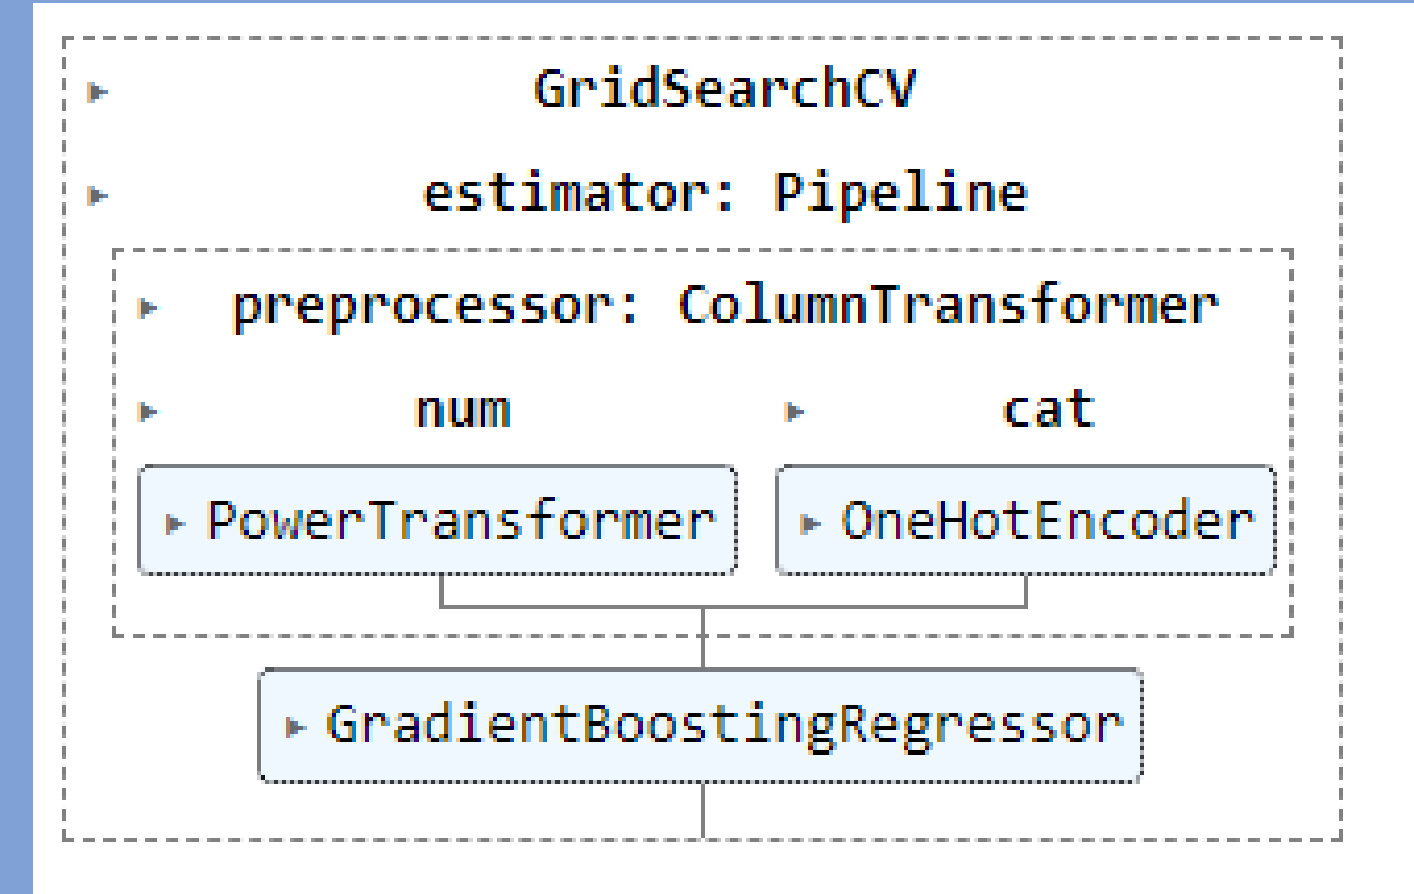 GridSearchCV
estimator: Pipeline
preprocessor: ColumnTransformer
num cat
PowerTransformer OneHotEncoder
GradientBoostingRegressor